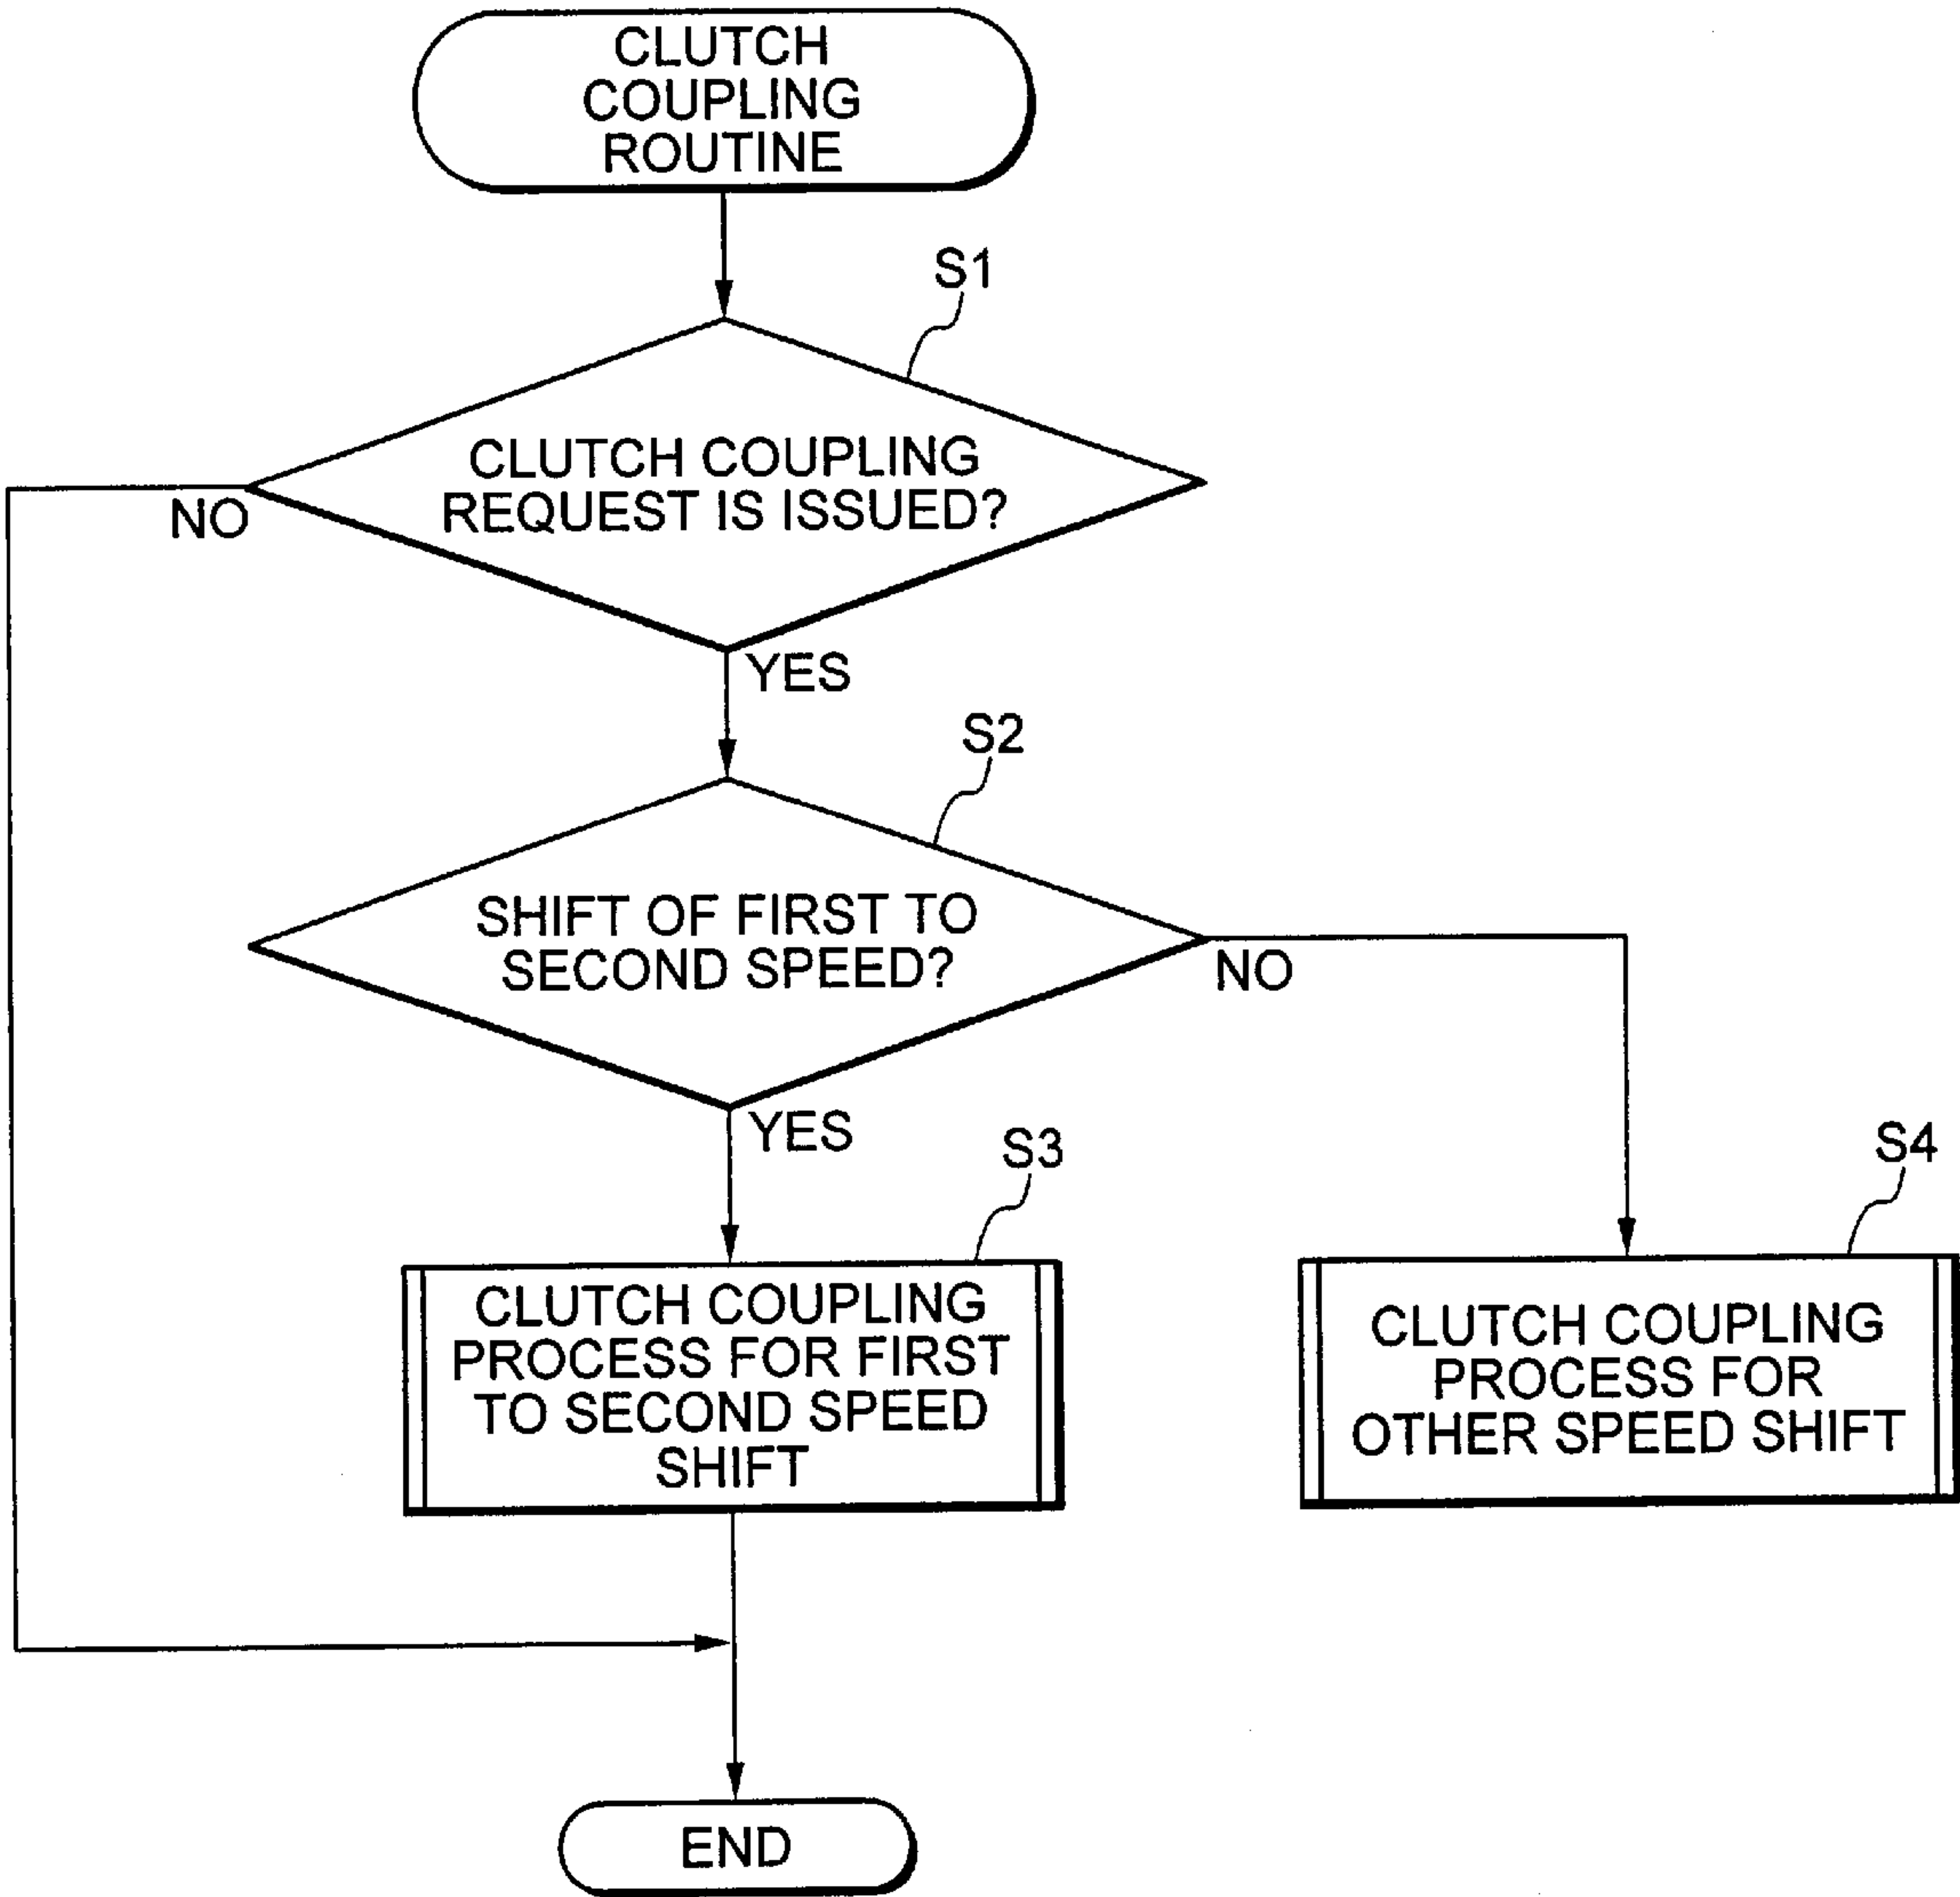 CLUTCH
COUPLING
ROUTINE
S1
CLUTCH COUPLING
REQUEST IS ISSUED?
NO
YES
S2
SHIFT OF FIRST TO
SECOND SPEED?
NO
YES
S3
CLUTCH COUPLING
PROCESS FOR FIRST
TO SECOND SPEED
SHIFT
S4
CLUTCH COUPLING
PROCESS FOR
OTHER SPEED SHIFT
END